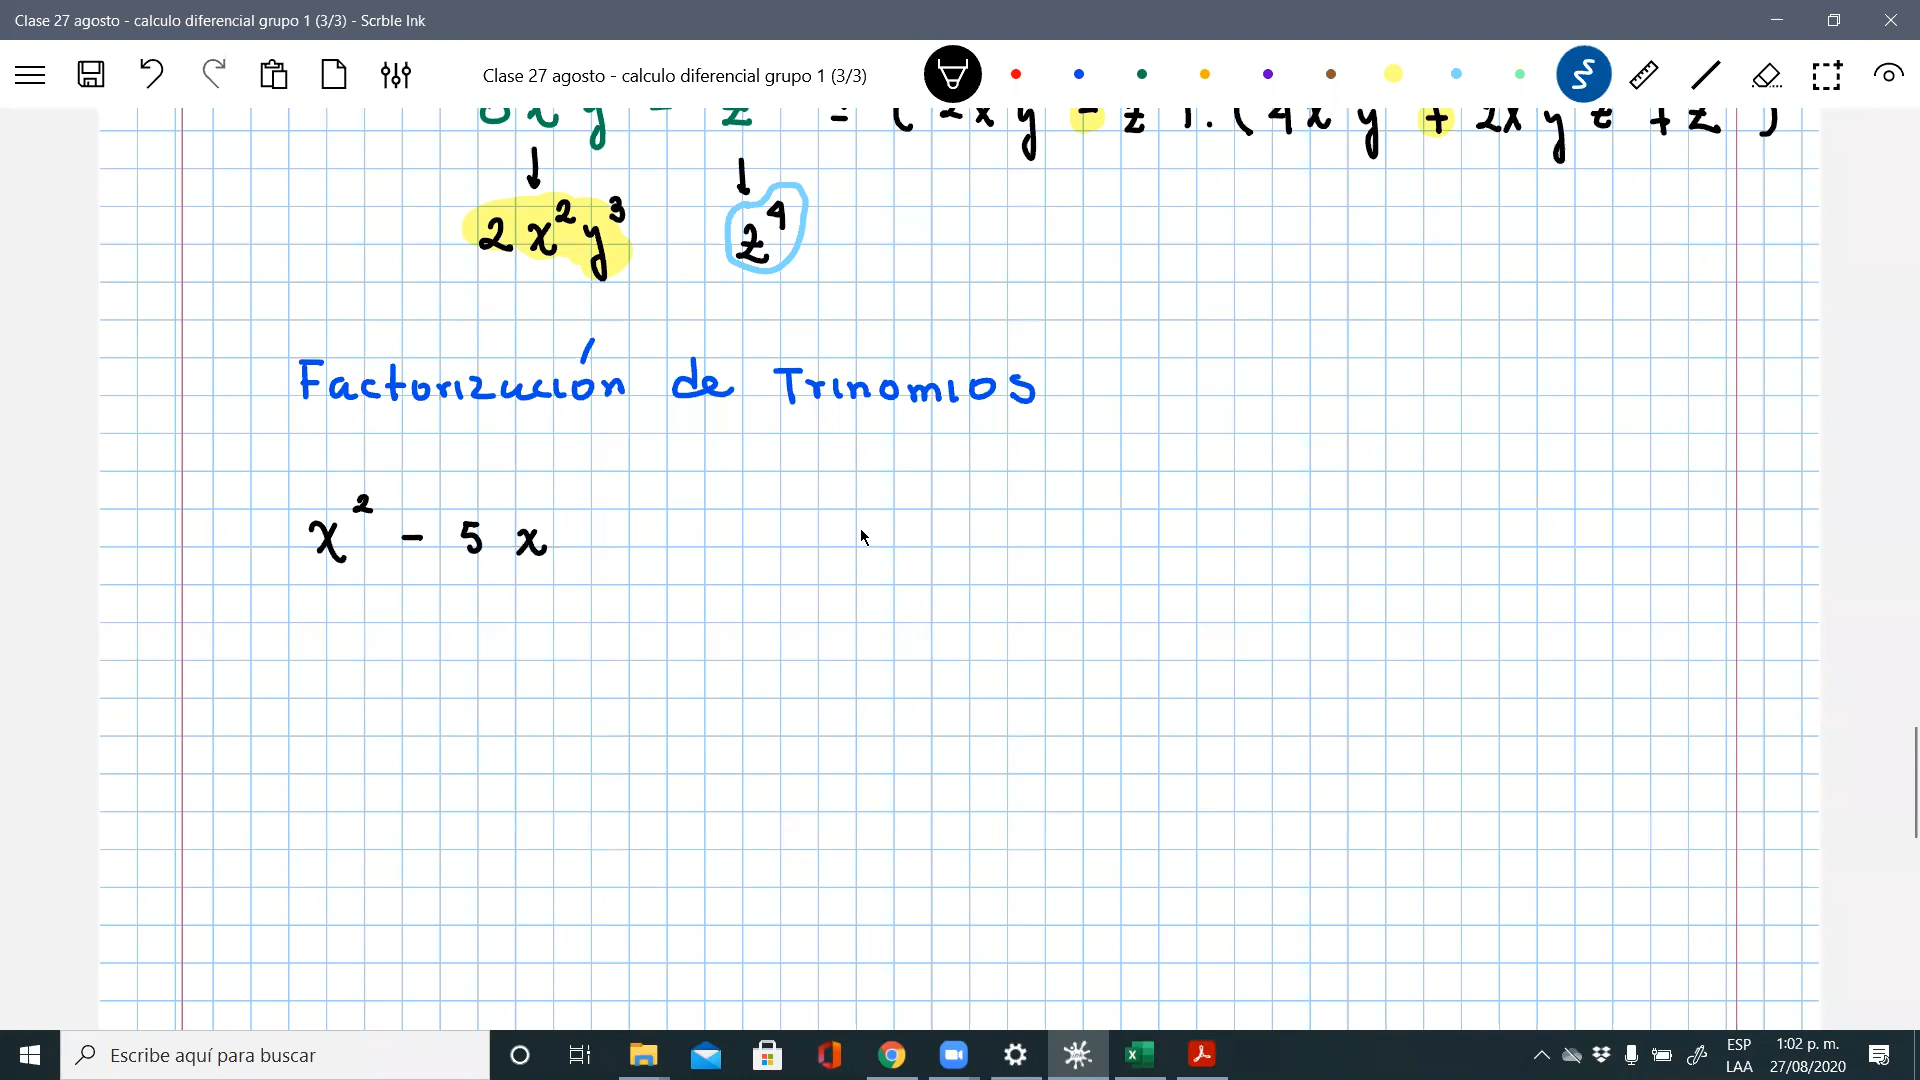 Clase 27 agosto - calculo diferencial grupo 1 (3/3) - Scrble Ink
Clase 27 agosto - calculo diferencial grupo 1 (3/3)
2x²y³ z⁴
Factorización de Trinomios
x² - 5x
Escribe aquí para buscar
ESP
LAA
1:02 p. m.
27/08/2020